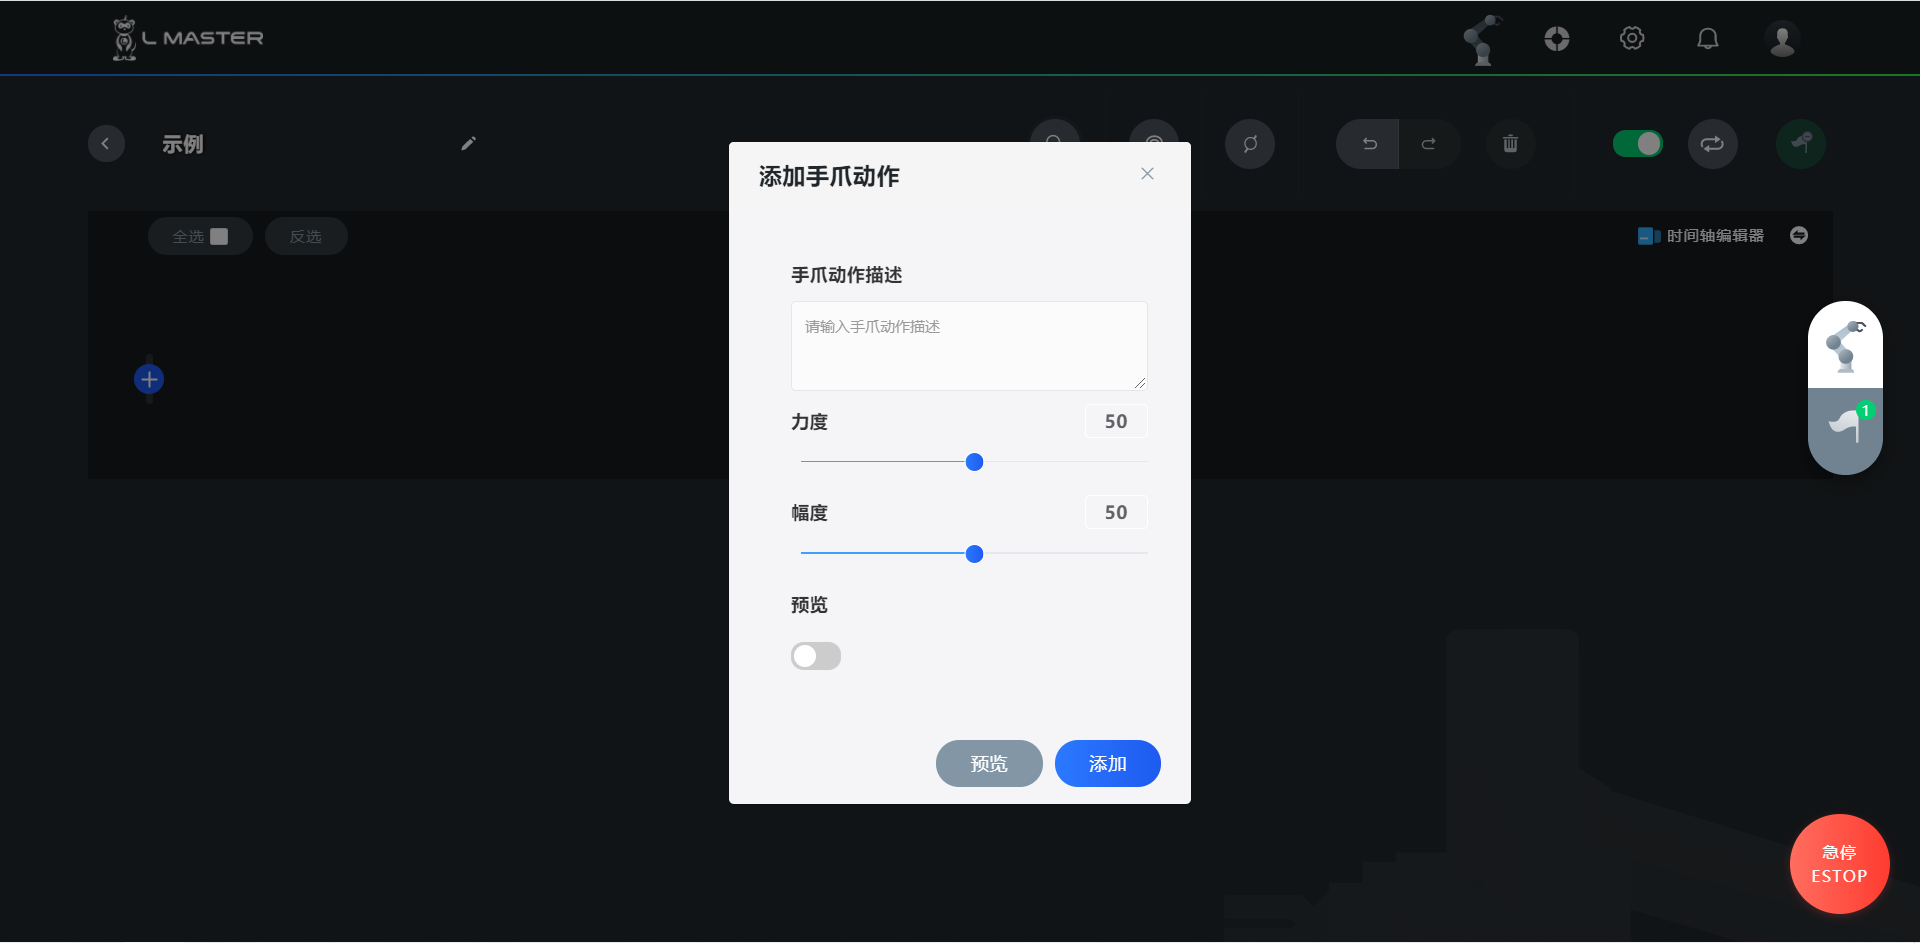 L MASTER
示例
全选
反选
时间轴编辑器
添加手爪动作
手爪动作描述
请输入手爪动作描述
力度
50
幅度
50
预览
预览
添加
1
急停
ESTOP